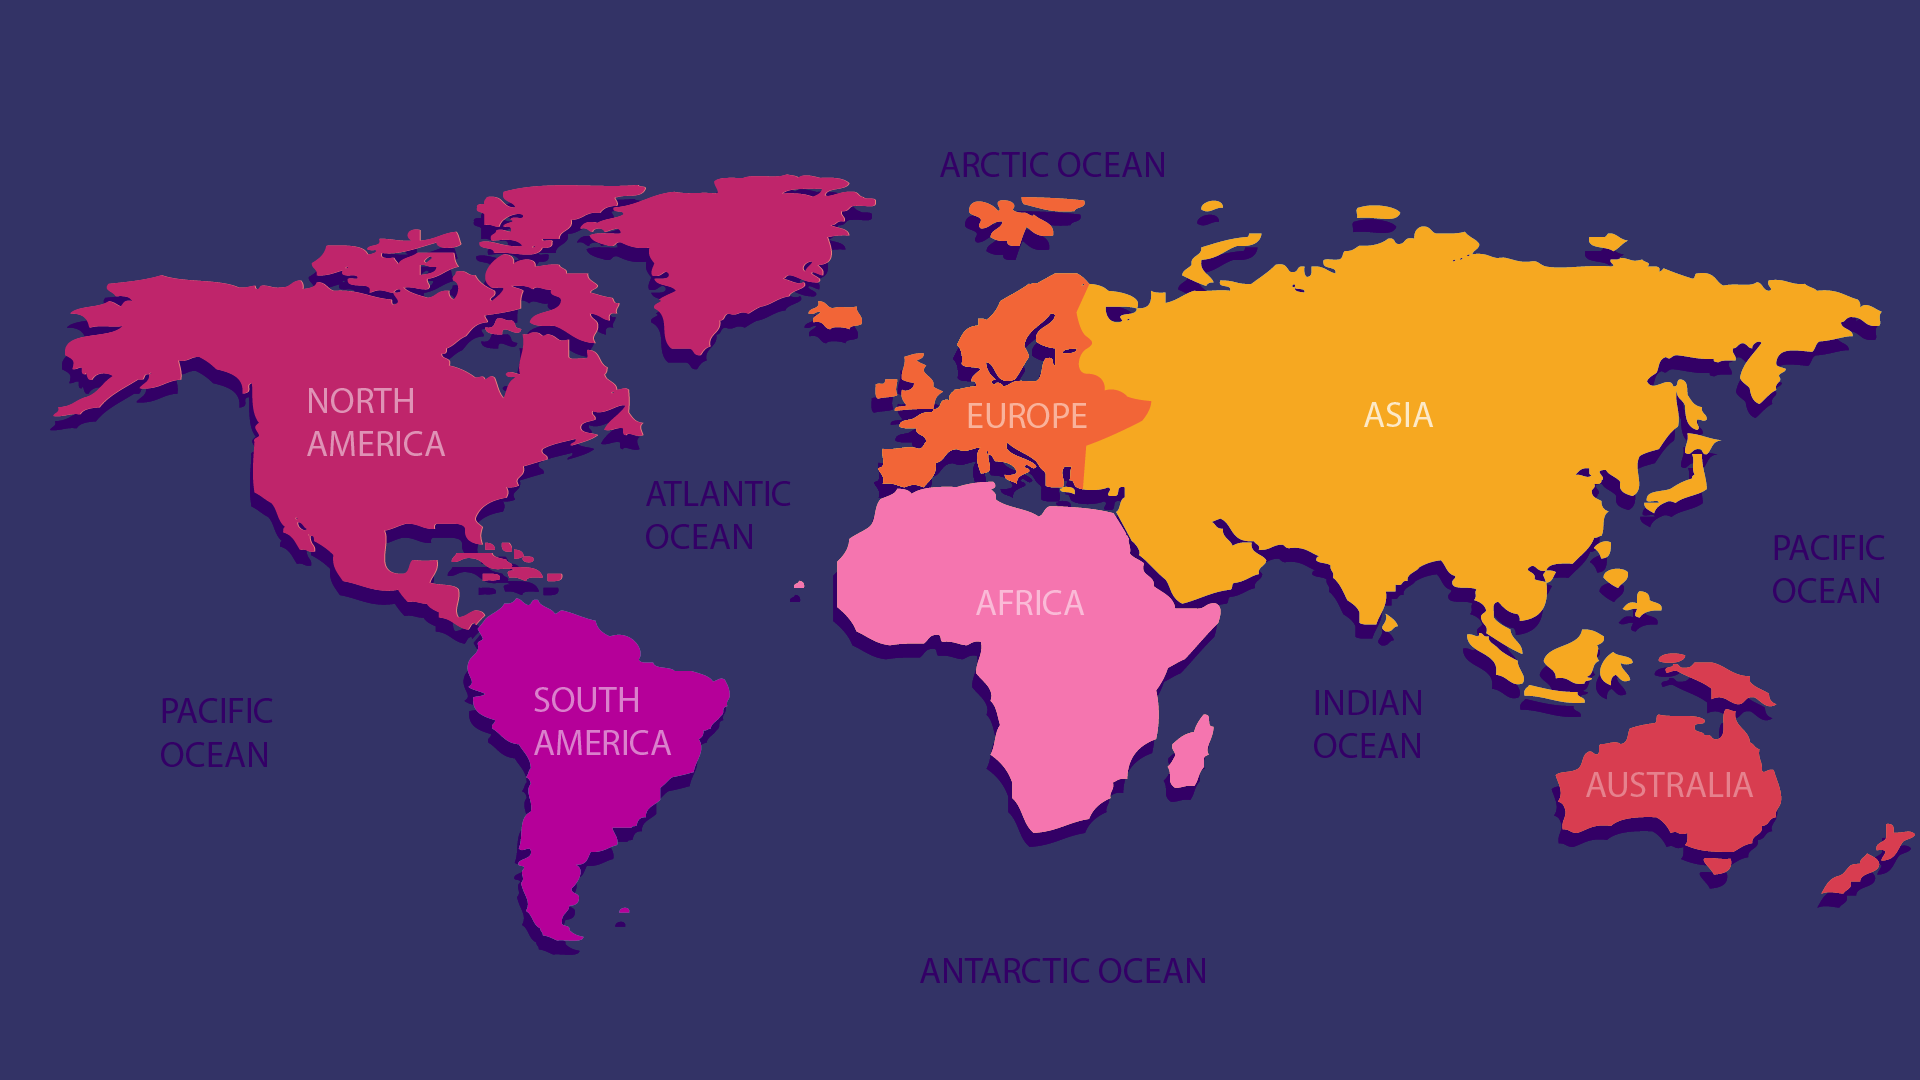 ARCTIC OCEAN
NORTH
AMERICA
EUROPE
ASIA
ATLANTIC
OCEAN
PACIFIC
OCEAN
AFRICA
SOUTH
AMERICA
INDIAN
OCEAN
PACIFIC
OCEAN
AUSTRALIA
ANTARCTIC OCEAN